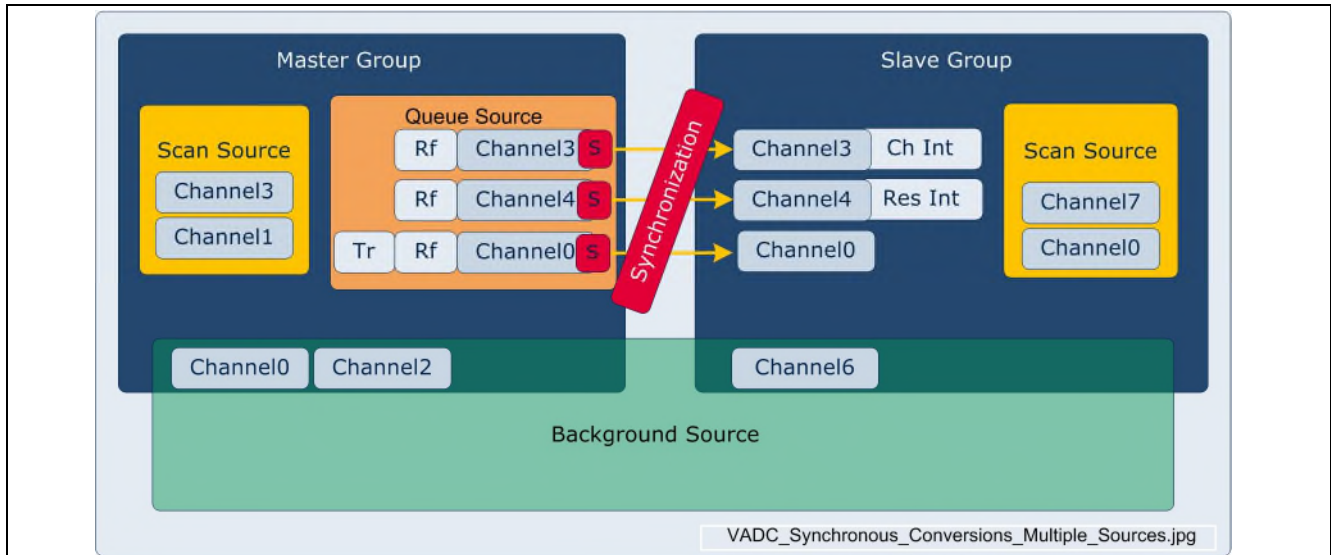 Master Group
Slave Group
Scan Source
Channel3
Channel1
Queue Source
Rf Channel3 S
Rf Channel4 S
Tr Rf Channel0 S
Synchronization
Channel3 Ch Int
Channel4 Res Int
Channel0
Scan Source
Channel7
Channel0
Channel0 Channel2
Channel6
Background Source
VADC_Synchronous_Conversions_Multiple_Sources.jpg